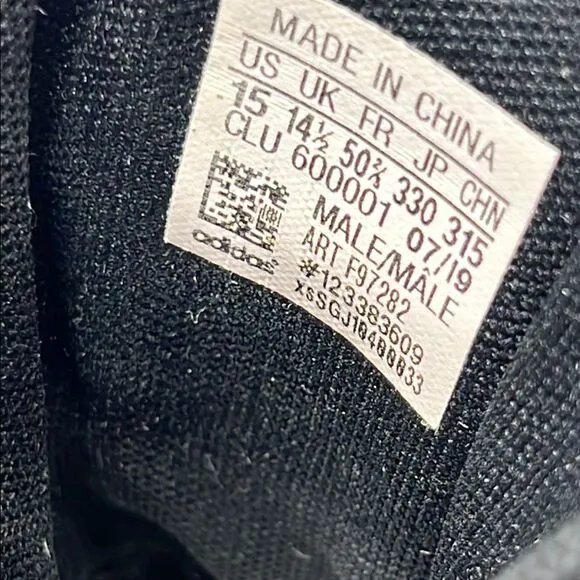 MADE IN CHINA
US UK FR JP CHN
15 14½ 50⅔ 330 315
CLU 600001 07/19
MALE/MÂLE
adidas
ART F97282
#123383609
XSSGJ10400033